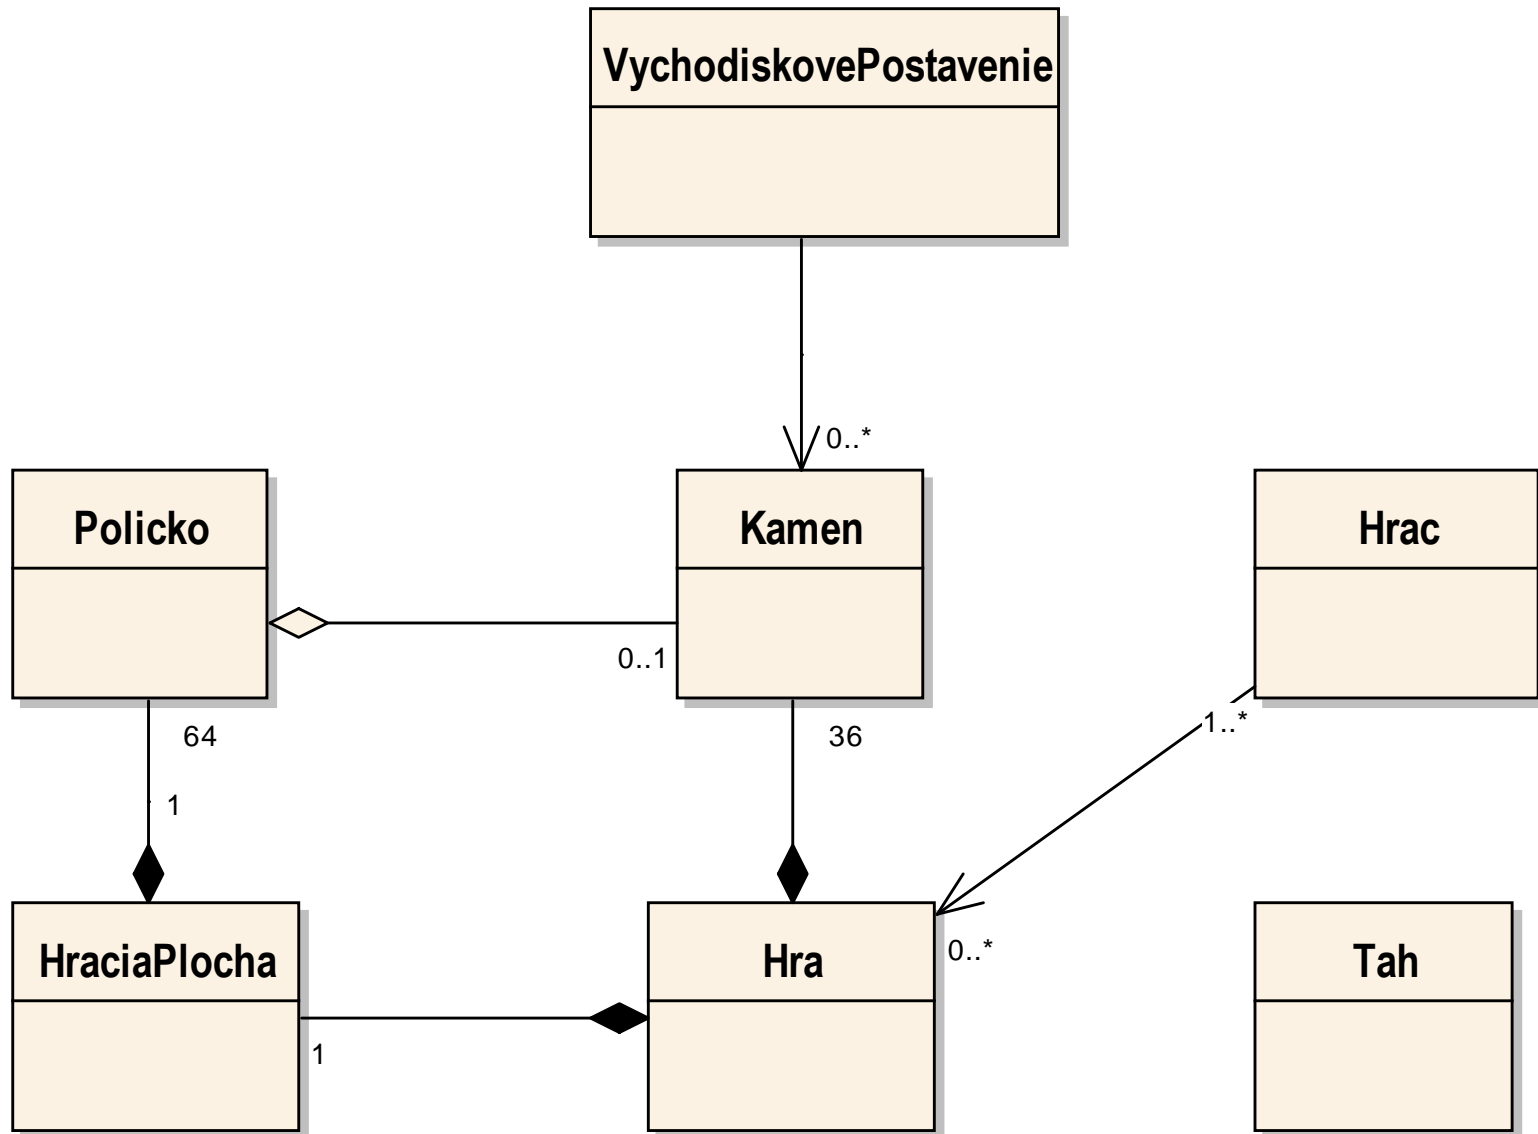 VychodiskovePostavenie
0..*
Policko
Kamen
Hrac
0..1
64
36
1..*
1
HraciaPlocha
Hra
0..*
Tah
1